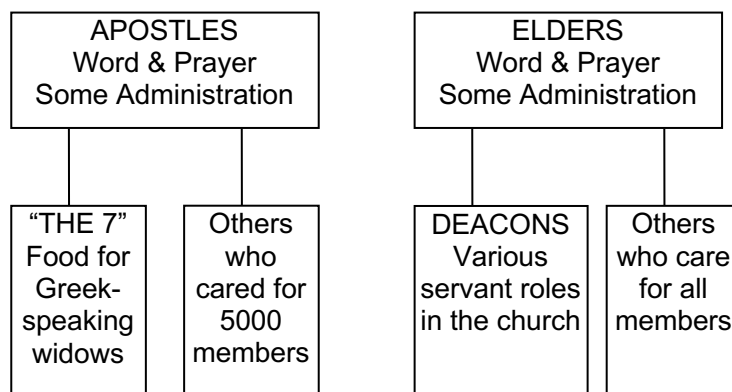 APOSTLES
Word & Prayer
Some Administration
ELDERS
Word & Prayer
Some Administration
“THE 7”
Food for
Greek-
speaking
widows
Others
who
cared for
5000
members
DEACONS
Various
servant roles
in the church
Others
who care
for all
members